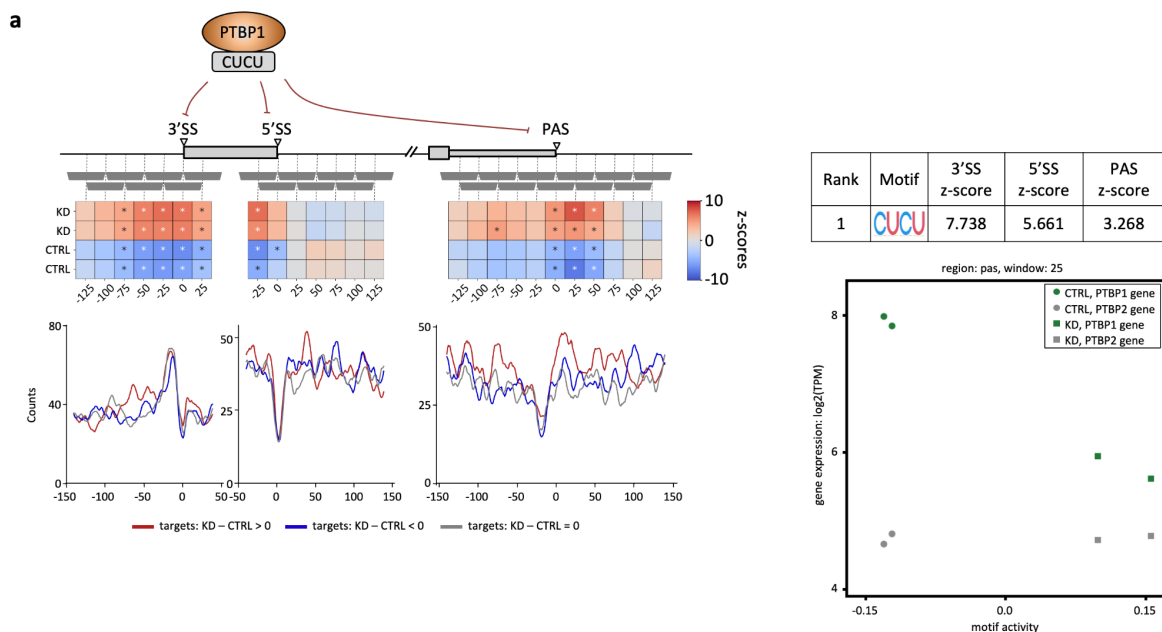 a
PTBP1
CUCU
3'SS
5'SS
PAS
KD
KD
CTRL
CTRL
* * * * *
* * * * *
* * * * *
* * * * *
*
*
* *
*
* * *
* * * *
* * *
* * *
-125 -100 -75 -50 -25 0 25
-25 0 25 50 75 100 125
-125 -100 -75 -50 -25 0 25 50 75 100 125
10
0
-10
z-scores
Counts
80
40
0
-150 -100 -50 0
50
25
0
-50 0 50 100 150
50
25
0
-150 -100 -50 0 50 100 150
targets: KD – CTRL > 0 targets: KD – CTRL < 0 targets: KD – CTRL = 0
Rank Motif 3'SS z-score 5'SS z-score PAS z-score
1 CUCU 7.738 5.661 3.268
region: pas, window: 25
CTRL, PTBP1 gene
CTRL, PTBP2 gene
KD, PTBP1 gene
KD, PTBP2 gene
gene expression: log2(TPM)
8
6
4
-0.15 0.0 0.15
motif activity